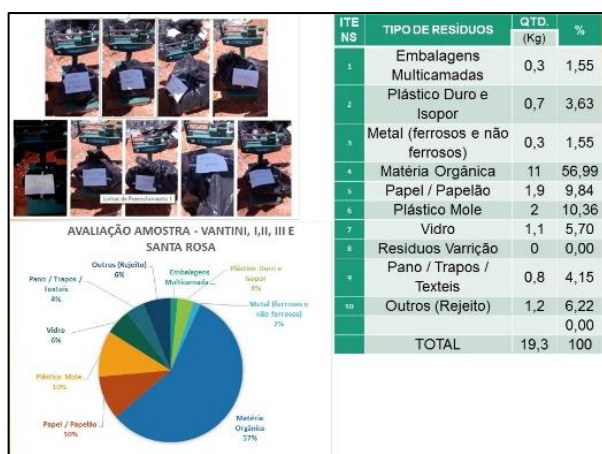 Linhas de Preenchimento 1
AVALIAÇÃO AMOSTRA - VANTINI, I,II, III E
SANTA ROSA
Outros (Rejeito)
6%
Embalagens
Multicamada ...
Plástico Duro e
Isopor
4%
Metal (ferrosos e
não ferrosos)
2%
Pano / Trapos /
Texteis
4%
Vidro
6%
Plástico Mole
10%
Papel / Papelão
10%
Matéria
Orgânica
57%
ITE NS TIPO DE RESÍDUOS QTD. (Kg) %
1 Embalagens Multicamadas 0,3 1,55
2 Plástico Duro e Isopor 0,7 3,63
3 Metal (ferrosos e não ferrosos) 0,3 1,55
4 Matéria Orgânica 11 56,99
5 Papel / Papelão 1,9 9,84
6 Plástico Mole 2 10,36
7 Vidro 1,1 5,70
8 Resíduos Varrição 0 0,00
9 Pano / Trapos / Texteis 0,8 4,15
10 Outros (Rejeito) 1,2 6,22
0,00
TOTAL 19,3 100